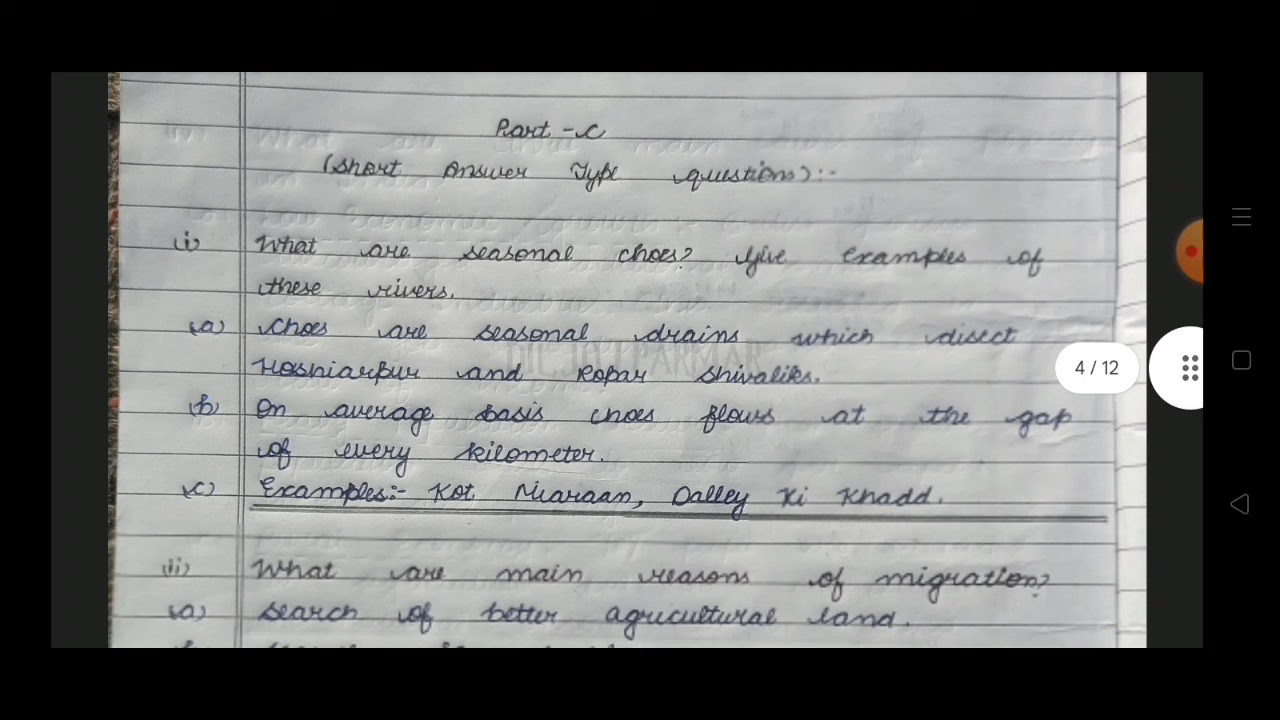 Part - C
(Short Answer Type questions):-
(i) What are seasonal choes? Give Examples of
these rivers.
(a) Choes are seasonal drains which disect
Hoshiarpur and Ropar Shivaliks.
(b) On average basis choes flows at the gap
of every kilometer.
(c) Examples:- Kot Maraan, Dalley Ki Khadd.
(ii) What are main reasons of migration?
(a) Search of better agricultural land.
4 / 12